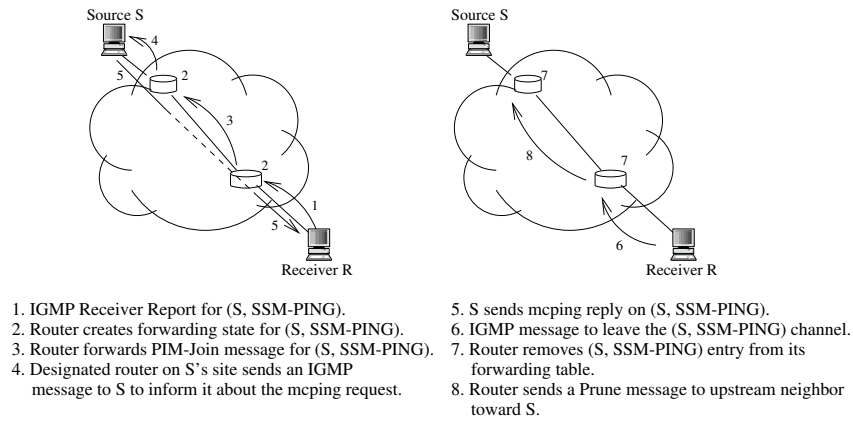 Source S
4
5
2
3
2
1
5
Receiver R
Source S
7
8
7
6
Receiver R
1. IGMP Receiver Report for (S, SSM-PING).
2. Router creates forwarding state for (S, SSM-PING).
3. Router forwards PIM-Join message for (S, SSM-PING).
4. Designated router on S's site sends an IGMP
message to S to inform it about the mcping request.
5. S sends mcping reply on (S, SSM-PING).
6. IGMP message to leave the (S, SSM-PING) channel.
7. Router removes (S, SSM-PING) entry from its
forwarding table.
8. Router sends a Prune message to upstream neighbor
toward S.